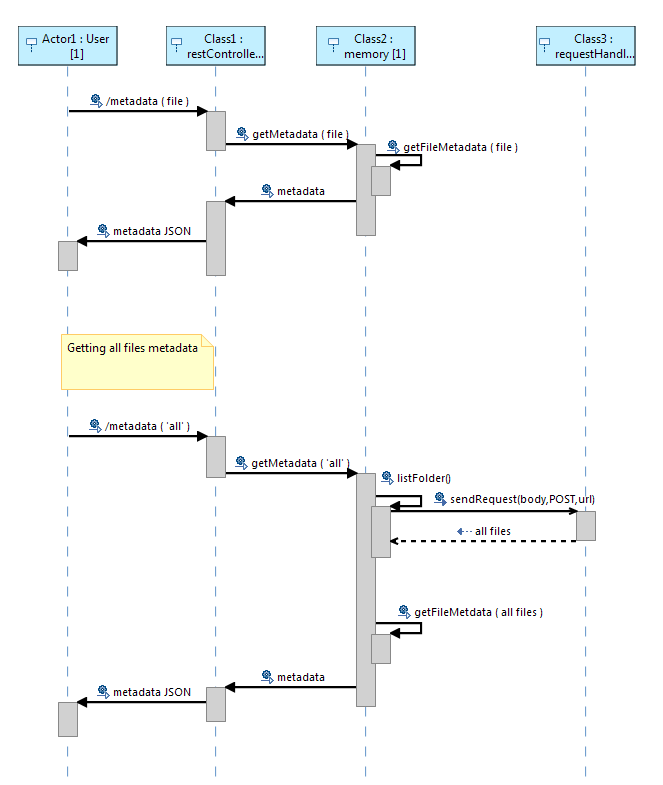 Actor1 : User
[1]
Class1 :
restControlle...
Class2 :
memory [1]
Class3 :
requestHandl...
/metadata ( file )
getMetadata ( file )
getFileMetadata ( file )
metadata
metadata JSON
Getting all files metadata
/metadata ( 'all' )
getMetadata ( 'all' )
listFolder()
sendRequest(body,POST,url)
all files
getFileMetdata ( all files )
metadata
metadata JSON